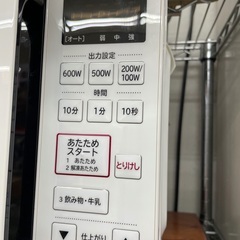 [オート] 弱 中 強
出力設定
600W 500W 200W/100W
時間
10分 1分 10秒
あたため
スタート
1 あたため
2 解凍あたため
とりけし
3 飲み物・牛乳
仕上がり